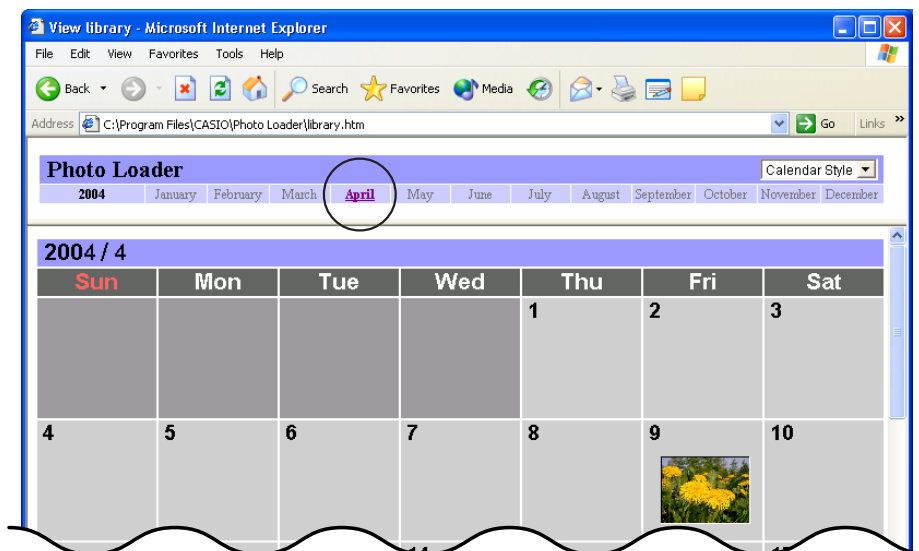 View library - Microsoft Internet Explorer
File Edit View Favorites Tools Help
Back Search Favorites Media
Address C:\Program Files\CASIO\Photo Loader\library.htm Go Links »
Photo Loader Calendar Style
2004 January February March April May June July August September October November December
2004 / 4
Sun Mon Tue Wed Thu Fri Sat
1 2 3
4 5 6 7 8 9 10